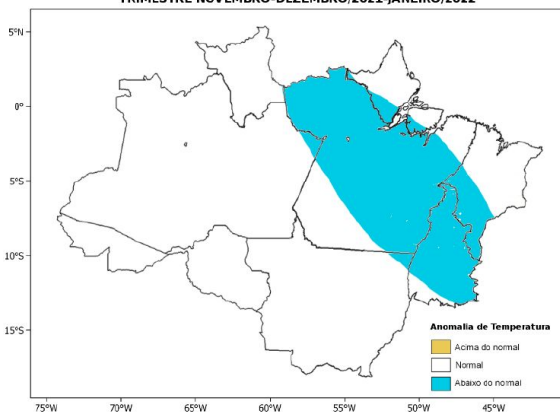 TRIMESTRE NOVEMBRO-DEZEMBRO/2021-JANEIRO/2022
5°N
0°
5°S
10°S
15°S
75°W 70°W 65°W 60°W 55°W 50°W 45°W
Anomalia de Temperatura
Acima do normal
Normal
Abaixo do normal